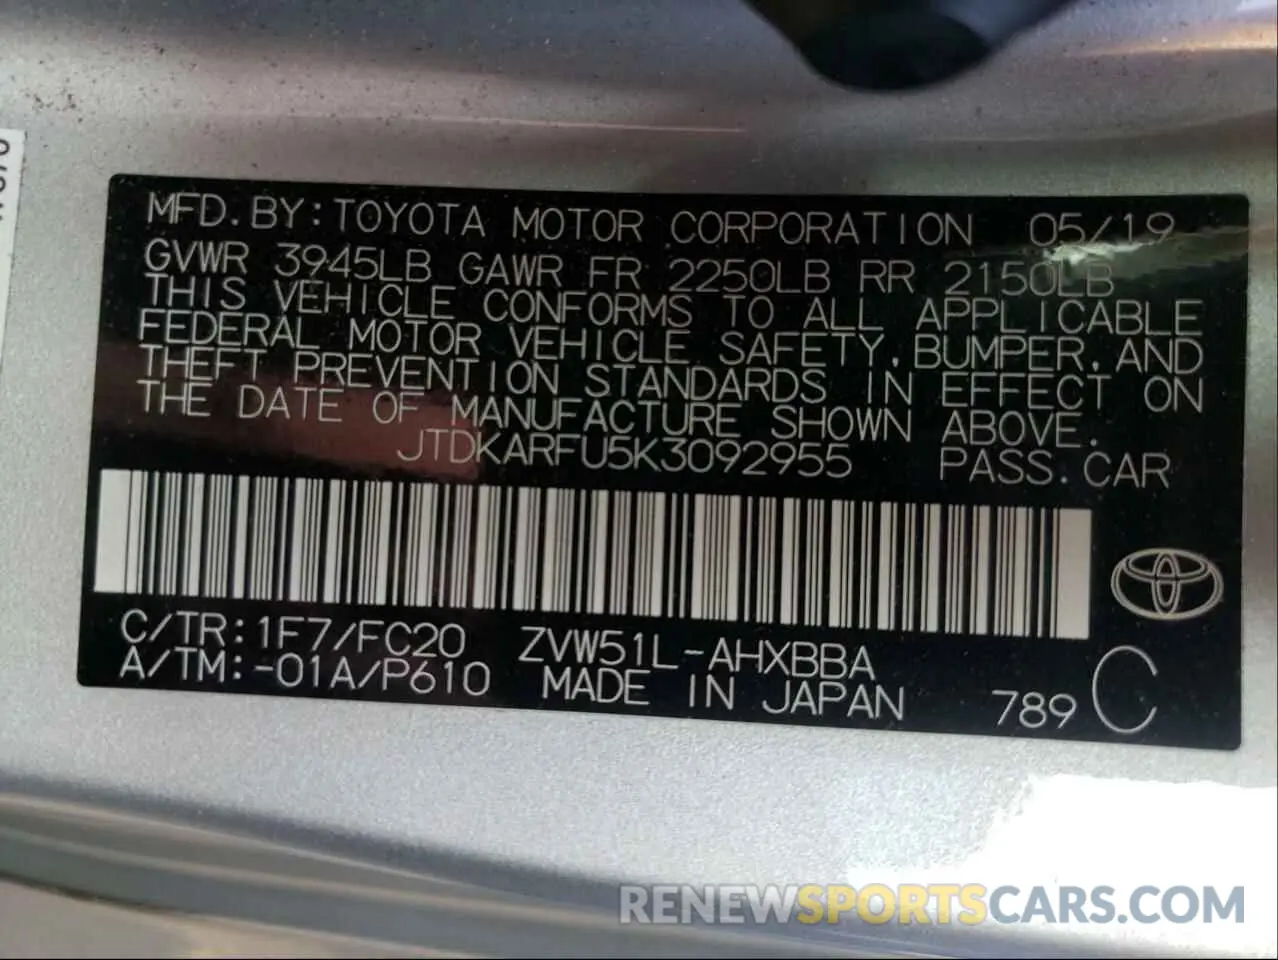 MFD.BY:TOYOTA MOTOR CORPORATION 05/19
GVWR 3945LB GAWR FR 2250LB RR 2150LB
THIS VEHICLE CONFORMS TO ALL APPLICABLE
FEDERAL MOTOR VEHICLE SAFETY,BUMPER,AND
THEFT PREVENTION STANDARDS IN EFFECT ON
THE DATE OF MANUFACTURE SHOWN ABOVE.
JTDKARFU5K3092955 PASS.CAR
C/TR:1F7/FC20 ZVW51L-AHXBBA
A/TM:-01A/P610 MADE IN JAPAN 789 C
RENEWSPORTSCARS.COM